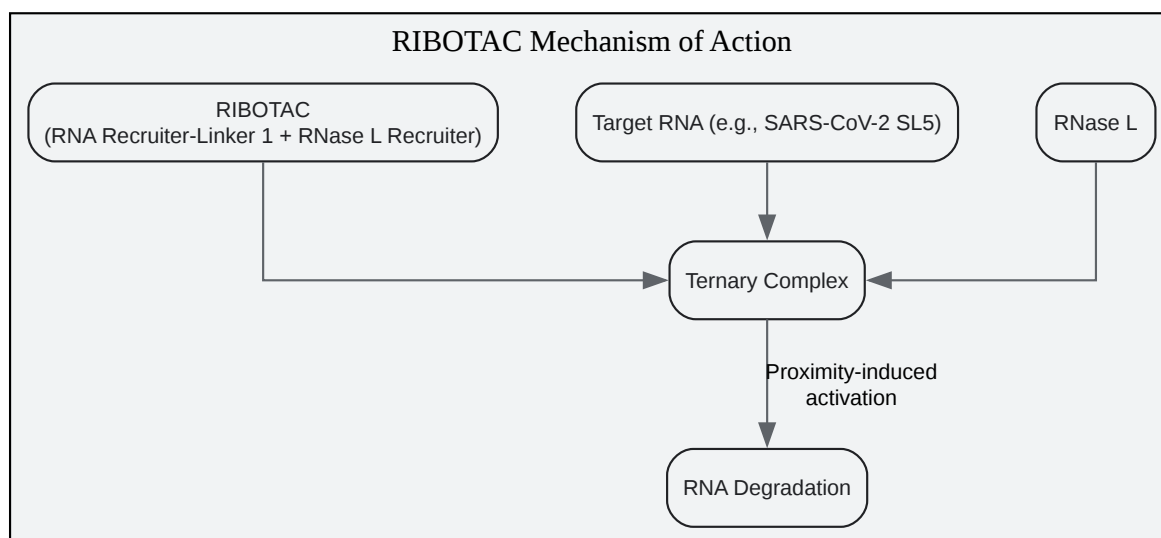 RIBOTAC Mechanism of Action
RIBOTAC
(RNA Recruiter-Linker 1 + RNase L Recruiter)
Target RNA (e.g., SARS-CoV-2 SL5)
RNase L
Ternary Complex
Proximity-induced
activation
RNA Degradation